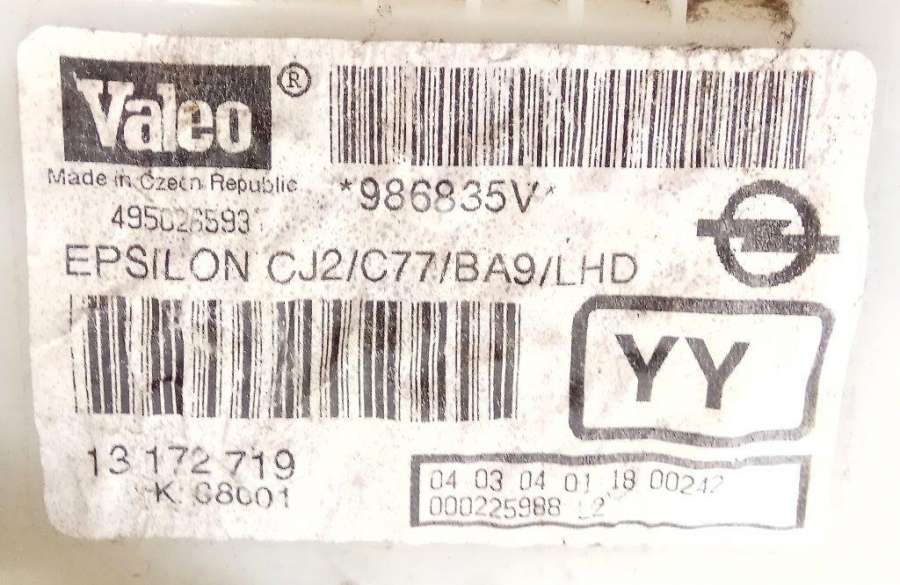 Valeo ®
Made in Czech Republic
*986835V*
EPSILON CJ2/C77/BA9/LHD
YY
13 172 719
04 03 04 01 18 00242
000225988